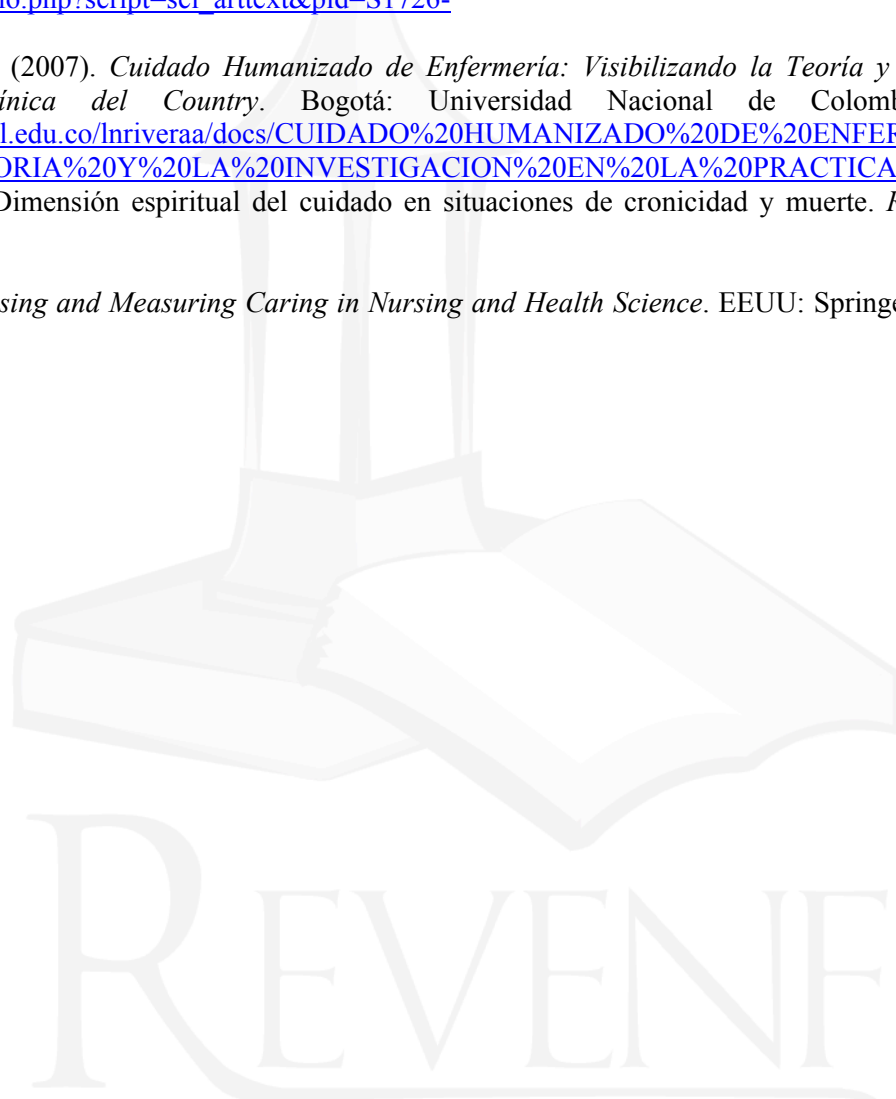 no.php?script=sci_arttext&pid=S1726-
(2007). Cuidado Humanizado de Enfermería: Visibilizando la Teoría y
ínica del Country. Bogotá: Universidad Nacional de Colomb
l.edu.co/lnriveraa/docs/CUIDADO%20HUMANIZADO%20DE%20ENFER
ORIA%20Y%20LA%20INVESTIGACION%20EN%20LA%20PRACTICA
Dimensión espiritual del cuidado en situaciones de cronicidad y muerte.
sing and Measuring Caring in Nursing and Health Science. EEUU: Springe
REVENF